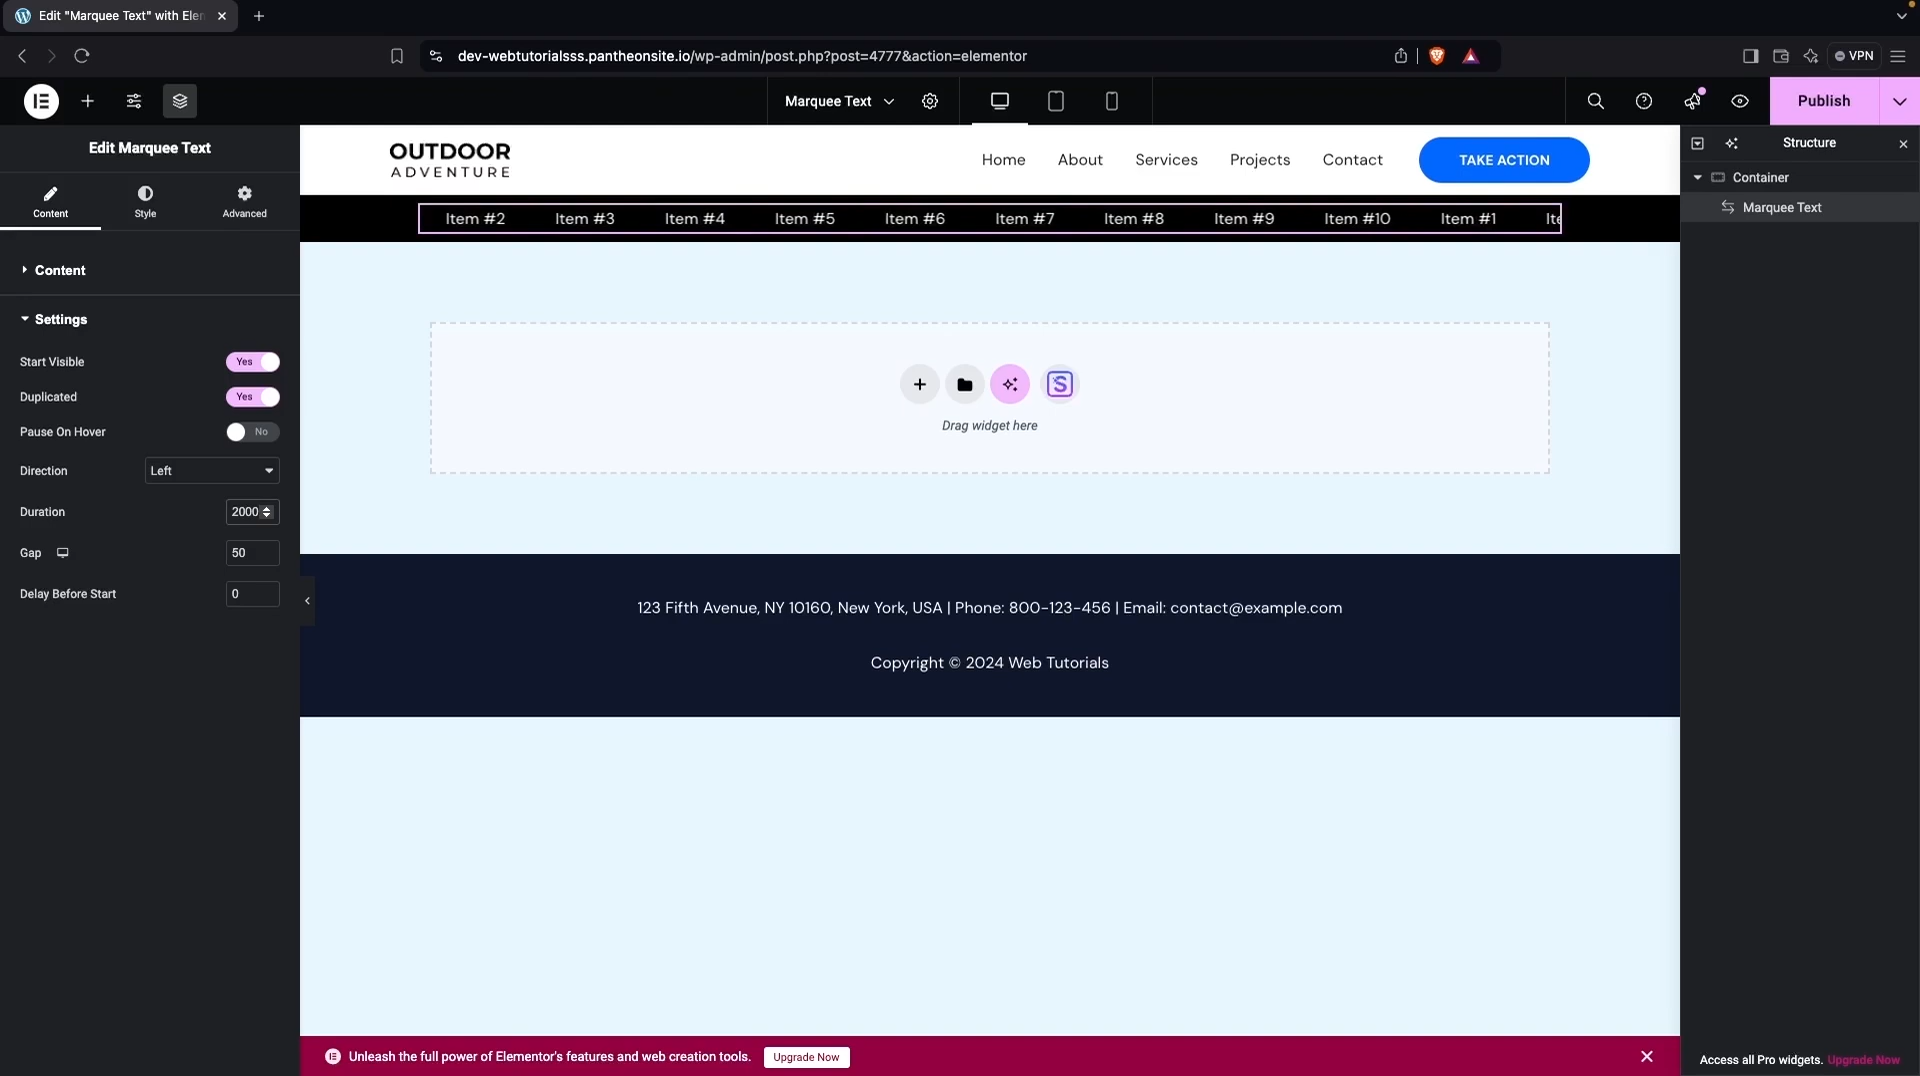 Edit "Marquee Text" with Elem
dev-webtutorialsss.pantheonsite.io/wp-admin/post.php?post=4777&action=elementor
VPN
Marquee Text
Publish
Edit Marquee Text
Content
Style
Advanced
Content
Settings
Start Visible
Yes
Duplicated
Yes
Pause On Hover
No
Direction
Left
Duration
2000
Gap
50
Delay Before Start
0
OUTDOOR
ADVENTURE
Home
About
Services
Projects
Contact
TAKE ACTION
Item #2
Item #3
Item #4
Item #5
Item #6
Item #7
Item #8
Item #9
Item #10
Item #1
Ite
Drag widget here
123 Fifth Avenue, NY 10160, New York, USA | Phone: 800-123-456 | Email: contact@example.com
Copyright © 2024 Web Tutorials
Unleash the full power of Elementor's features and web creation tools.
Upgrade Now
Structure
Container
Marquee Text
Access all Pro widgets. Upgrade Now